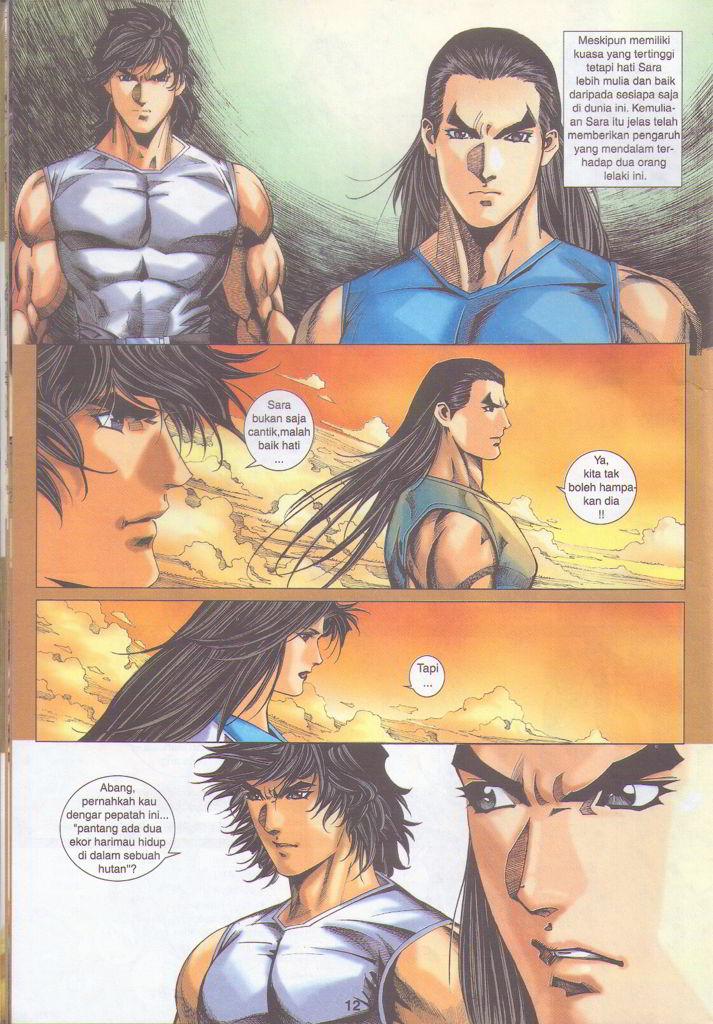 Meskipun memiliki
kuasa yang tertinggi
tetapi hati Sara
lebih mulia dan baik
daripada sesiapa saja
di dunia ini. Kemulia-
an Sara itu jelas telah
memberikan pengaruh
yang mendalam ter-
hadap dua orang
lelaki ini.
Sara
bukan saja
cantik,malah
baik hati
...
Ya,
kita tak
boleh hampa-
kan dia
!!
Tapi
...
Abang,
pernahkah kau
dengar pepatah ini...
"pantang ada dua
ekor harimau hidup
di dalam sebuah
hutan"?
12